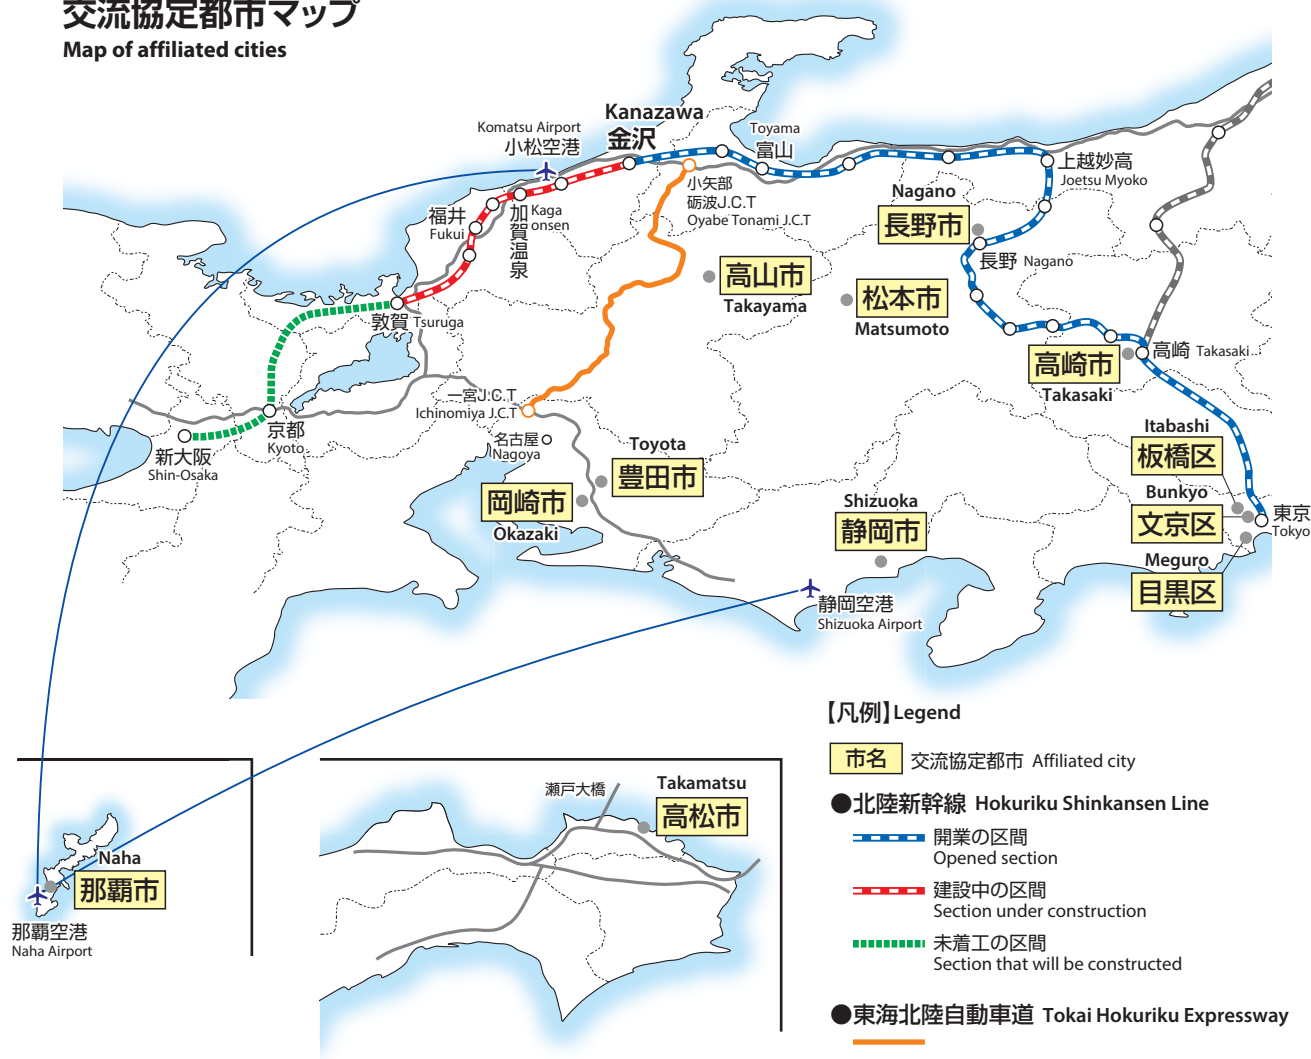 交流協定都市マップ
Map of affiliated cities
Kanazawa
金沢
Komatsu Airport
小松空港
Toyama
富山
上越妙高
Joetsu Myoko
小矢部
砺波J.C.T
Oyabe Tonami J.C.T
Nagano
長野市
長野 Nagano
福井
Fukui
加賀温泉
Kaga
onsen
高山市
Takayama
松本市
Matsumoto
敦賀 Tsuruga
高崎市
Takasaki
高崎 Takasaki
一宮J.C.T
Ichinomiya J.C.T
京都
Kyoto
新大阪
Shin-Osaka
名古屋
Nagoya
Toyota
豊田市
岡崎市
Okazaki
Shizuoka
静岡市
Itabashi
板橋区
Bunkyo
文京区
東京
Tokyo
Meguro
目黒区
静岡空港
Shizuoka Airport
Naha
那覇市
那覇空港
Naha Airport
瀬戸大橋
Takamatsu
高松市
【凡例】Legend
市名 交流協定都市 Affiliated city
●北陸新幹線 Hokuriku Shinkansen Line
開業の区間
Opened section
建設中の区間
Section under construction
未着工の区間
Section that will be constructed
●東海北陸自動車道 Tokai Hokuriku Expressway